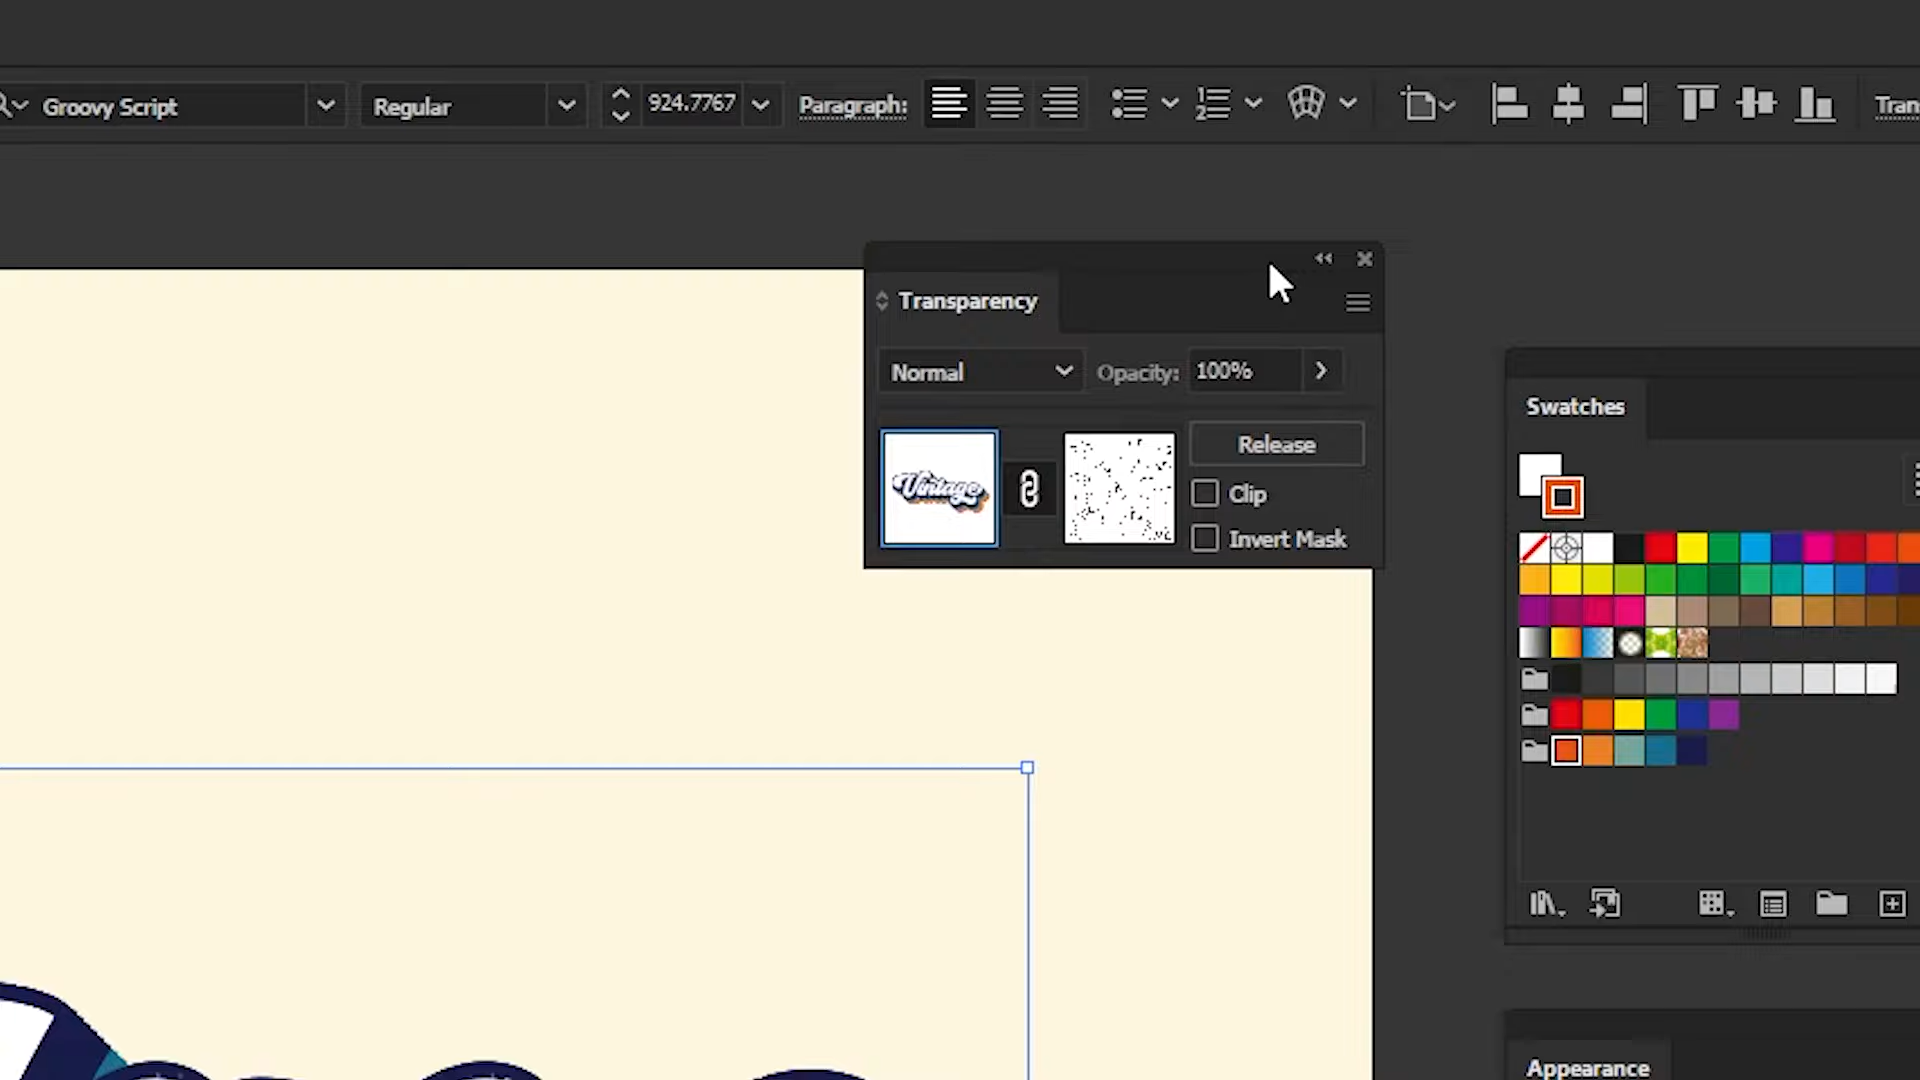 Groovy Script
Regular
924.7767
Paragraph:
Tran
Transparency
Normal
Opacity:
100%
Vintage
Release
Clip
Invert Mask
Swatches
Appearance